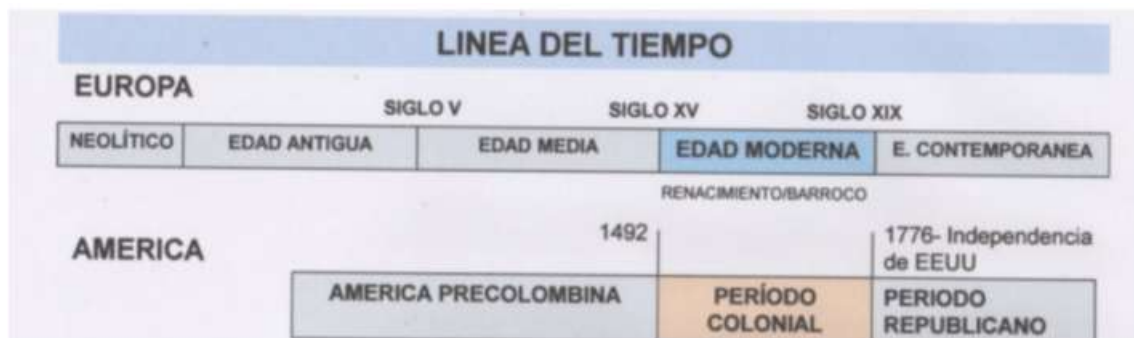 LINEA DEL TIEMPO
EUROPA
SIGLO V SIGLO XV SIGLO XIX
NEOLÍTICO EDAD ANTIGUA EDAD MEDIA EDAD MODERNA E. CONTEMPORANEA
RENACIMIENTO/BARROCO
AMERICA
1492
1776- Independencia
de EEUU
AMERICA PRECOLOMBINA
PERÍODO
COLONIAL
PERIODO
REPUBLICANO